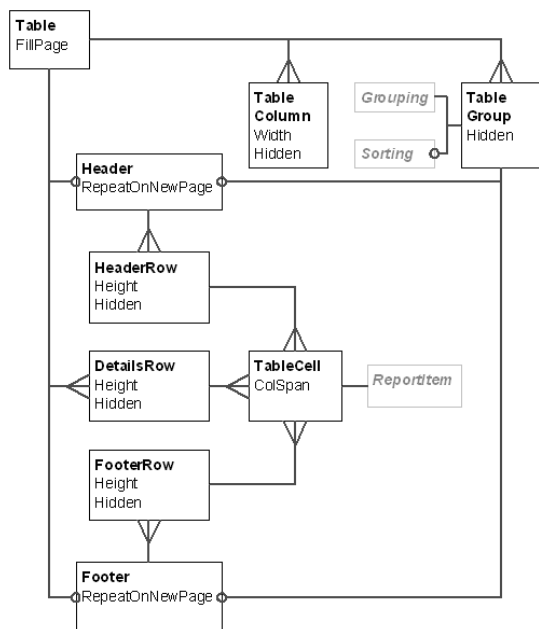 Table
FillPage
Table
Column
Width
Hidden
Grouping
Sorting
Table
Group
Hidden
Header
RepeatOnNewPage
HeaderRow
Height
Hidden
DetailsRow
Height
Hidden
TableCell
ColSpan
ReportItem
FooterRow
Height
Hidden
Footer
RepeatOnNewPage